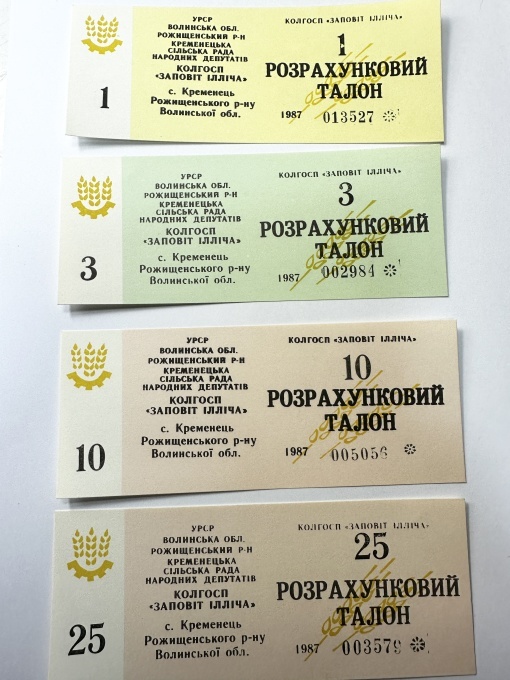 УРСР
ВОЛИНСЬКА ОБЛ.
РОЖИЩЕНСЬКИЙ Р-Н
КРЕМЕНЕЦЬКА
СІЛЬСЬКА РАДА
НАРОДНИХ ДЕПУТАТІВ
КОЛГОСП
«ЗАПОВІТ ІЛЛІЧА»
с. Кременець
Рожищенського р-ну
Волинської обл.
1
КОЛГОСП «ЗАПОВІТ ІЛЛІЧА»
1
РОЗРАХУНКОВИЙ
ТАЛОН
1987 013527
УРСР
ВОЛИНСЬКА ОБЛ.
РОЖИЩЕНСЬКИЙ Р-Н
КРЕМЕНЕЦЬКА
СІЛЬСЬКА РАДА
НАРОДНИХ ДЕПУТАТІВ
КОЛГОСП
«ЗАПОВІТ ІЛЛІЧА»
с. Кременець
Рожищенського р-ну
Волинської обл.
3
КОЛГОСП «ЗАПОВІТ ІЛЛІЧА»
3
РОЗРАХУНКОВИЙ
ТАЛОН
1987 002984
УРСР
ВОЛИНСЬКА ОБЛ.
РОЖИЩЕНСЬКИЙ Р-Н
КРЕМЕНЕЦЬКА
СІЛЬСЬКА РАДА
НАРОДНИХ ДЕПУТАТІВ
КОЛГОСП
«ЗАПОВІТ ІЛЛІЧА»
с. Кременець
Рожищенського р-ну
Волинської обл.
10
КОЛГОСП «ЗАПОВІТ ІЛЛІЧА»
10
РОЗРАХУНКОВИЙ
ТАЛОН
1987 005056
УРСР
ВОЛИНСЬКА ОБЛ.
РОЖИЩЕНСЬКИЙ Р-Н
КРЕМЕНЕЦЬКА
СІЛЬСЬКА РАДА
НАРОДНИХ ДЕПУТАТІВ
КОЛГОСП
«ЗАПОВІТ ІЛЛІЧА»
с. Кременець
Рожищенського р-ну
Волинської обл.
25
КОЛГОСП «ЗАПОВІТ ІЛЛІЧА»
25
РОЗРАХУНКОВИЙ
ТАЛОН
1987 003579